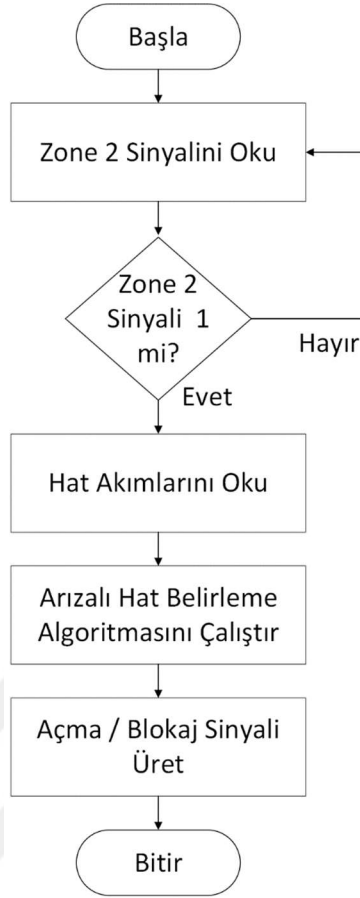 Başla
Zone 2 Sinyalini Oku
Zone 2
Sinyali 1
mi?
Hayır
Evet
Hat Akımlarını Oku
Arızalı Hat Belirleme
Algoritmasını Çalıştır
Açma / Blokaj Sinyali
Üret
Bitir